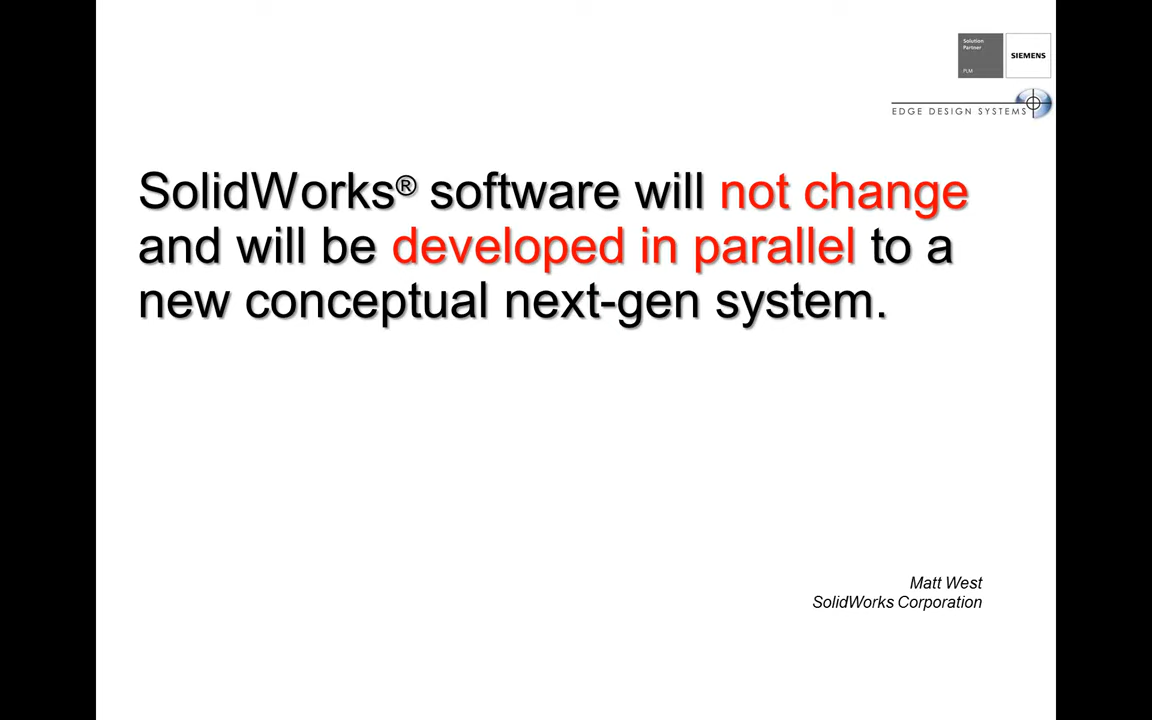 Solution
Partner
PLM
SIEMENS
EDGE DESIGN SYSTEMS
SolidWorks® software will not change
and will be developed in parallel to a
new conceptual next-gen system.
Matt West
SolidWorks Corporation